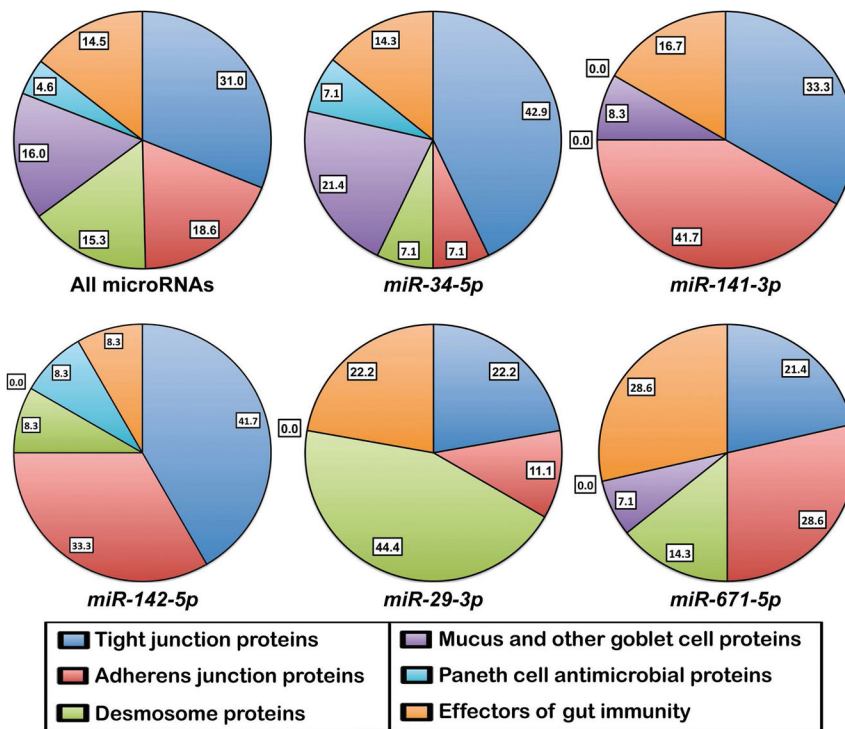 14.5
31.0
4.6
16.0
15.3
18.6
All microRNAs
14.3
42.9
7.1
21.4
7.1
7.1
miR-34-5p
16.7
33.3
0.0
8.3
0.0
41.7
miR-141-3p
8.3
8.3
0.0
41.7
8.3
33.3
miR-142-5p
22.2
22.2
0.0
11.1
44.4
miR-29-3p
28.6
21.4
0.0
7.1
28.6
14.3
miR-671-5p
Tight junction proteins
Adherens junction proteins
Desmosome proteins
Mucus and other goblet cell proteins
Paneth cell antimicrobial proteins
Effectors of gut immunity